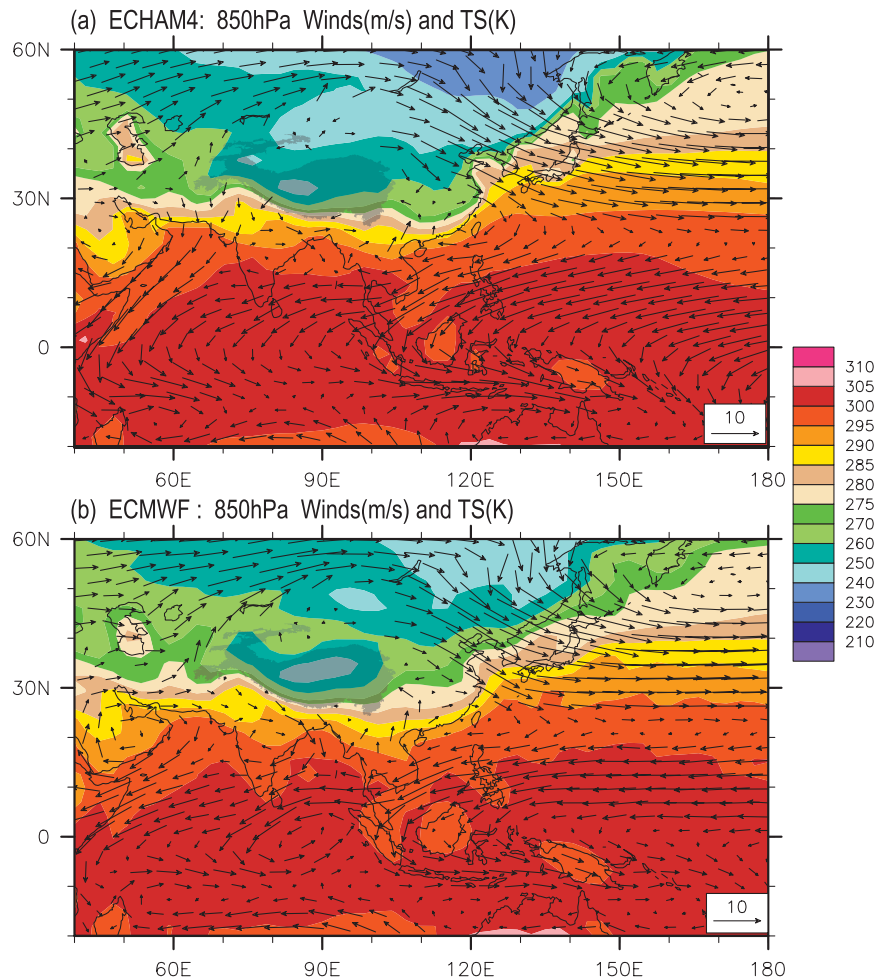 (a) ECHAM4: 850hPa Winds(m/s) and TS(K)
60N
30N
0
10
60E 90E 120E 150E 180
(b) ECMWF : 850hPa Winds(m/s) and TS(K)
60N
30N
0
10
60E 90E 120E 150E 180
310
305
300
295
290
285
280
275
270
260
250
240
230
220
210